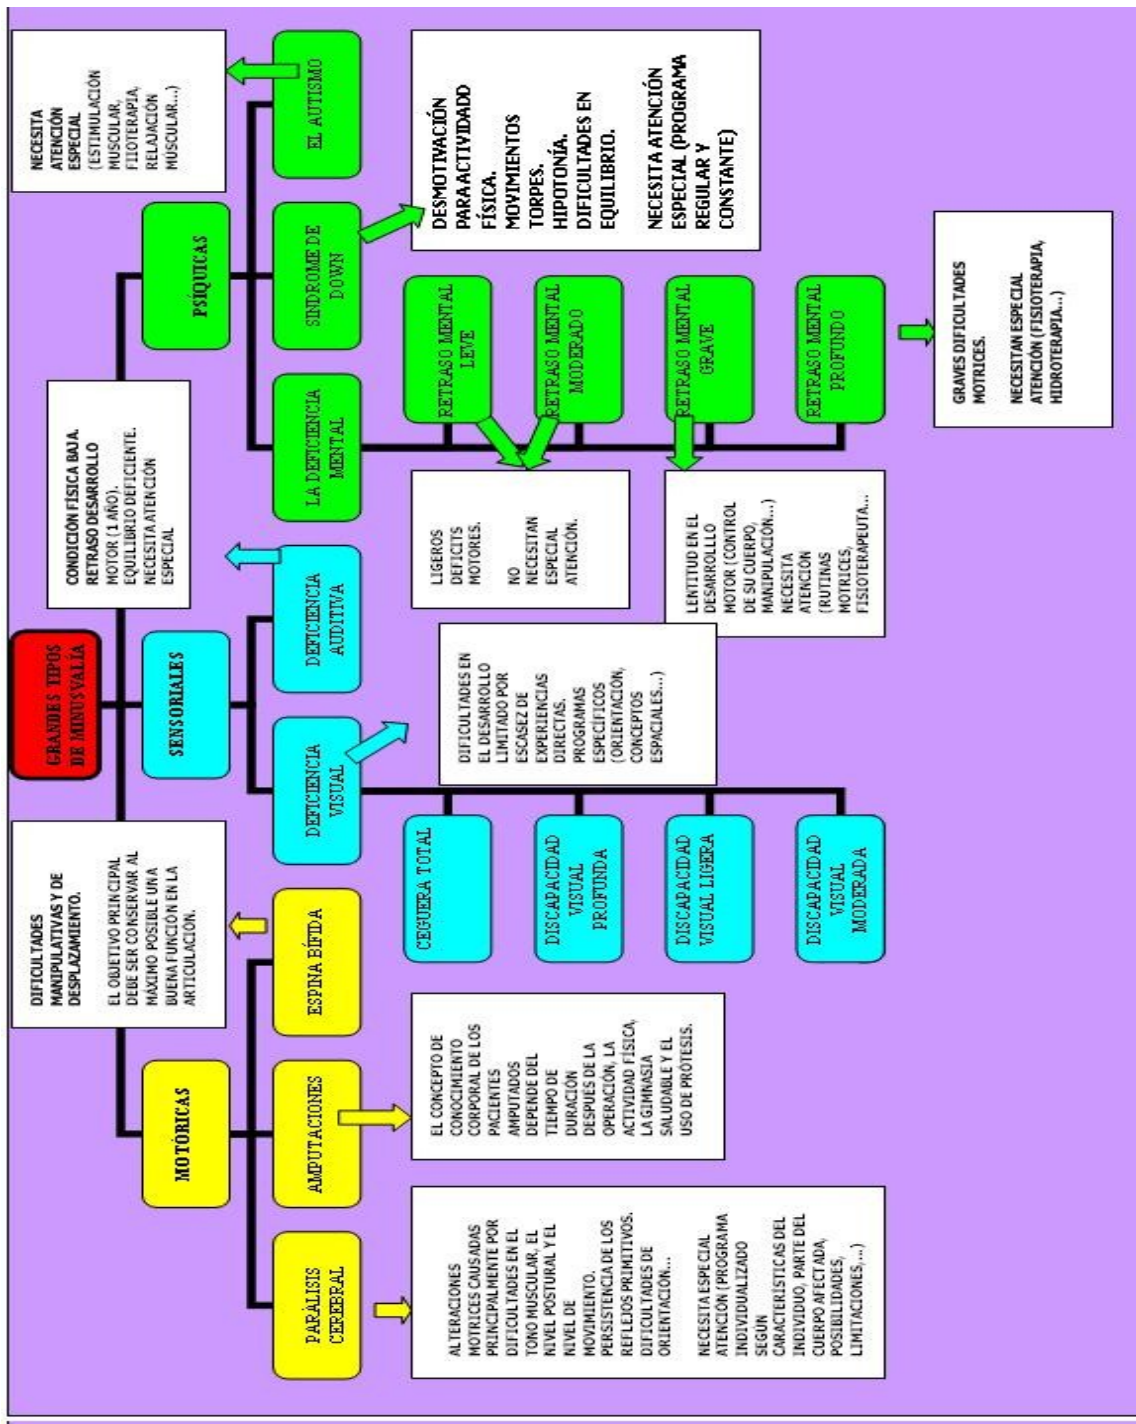 GRANDES TIPOS
DE MINUSVALÍA
MOTÓRICAS
SENSORIALES
PSÍQUICAS
DIFICULTADES
MANIPULATIVAS Y DE
DESPLAZAMIENTO.
EL OBJETIVO PRINCIPAL
DEBE SER CONSERVAR AL
MÁXIMO POSIBLE UNA
BUENA FUNCIÓN EN LA
ARTICULACIÓN.
CONDICIÓN FÍSICA BAJA.
RETRASO DESARROLLO
MOTOR (1 AÑO).
EQUILIBRIO DEFICIENTE.
NECESITA ATENCIÓN
ESPECIAL
NECESITA
ATENCIÓN
ESPECIAL
(ESTIMULACIÓN
MUSCULAR,
FIIOTERAPIA,
RELAJACIÓN
MÚSCULAR...)
PARÁLISIS
CEREBRAL
AMPUTACIONES
ESPINA BÍFIDA
DEFICIENCIA
VISUAL
DEFICIENCIA
AUDITIVA
LA DEFICIENCIA
MENTAL
SINDROME DE
DOWN
EL AUTISMO
ALTERACIONES
MOTRICES CAUSADAS
PRINCIPALMENTE POR
DIFICULTADES EN EL
TONO MUSCULAR, EL
NIVEL POSTURAL Y EL
NIVEL DE
MOVIMIENTO.
PERSISTENCIA DE LOS
REFLEJOS PRIMITIVOS.
DIFICULTADES DE
ORIENTACIÓN...
NECESITA ESPECIAL
ATENCIÓN (PROGRAMA
INDIVIDUALIZADO
SEGÚN
CARACTERÍSTICAS DEL
INDIVIDUO, PARTE DEL
CUERPO AFECTADA,
POSIBILIDADES,
LIMITACIONES,...)
EL CONCEPTO DE
CONOCIMIENTO
CORPORAL DE LOS
PACIENTES
AMPUTADOS
DEPENDE DEL
TIEMPO DE
DURACIÓN
DESPUES DE LA
OPERACIÓN, LA
ACTIVIDAD FÍSICA,
LA GIMNASIA
SALUDABLE Y EL
USO DE PRÓTESIS.
CEGUERA TOTAL
DISCAPACIDAD
VISUAL
PROFUNDA
DISCAPACIDAD
VISUAL LIGERA
DISCAPACIDAD
VISUAL
MODERADA
DIFICULTADES EN
EL DESARROLLO
LIMITADO POR
ESCASEZ DE
EXPERIENCIAS
DIRECTAS.
PROGRAMAS
ESPECÍFICOS
(ORIENTACIÓN,
CONCEPTOS
ESPACIALES...)
LIGEROS
DEFICITS
MOTORES.
NO
NECESITAN
ESPECIAL
ATENCIÓN.
LENTITUD EN EL
DESARROLLLO
MOTOR (CONTROL
DE SU CUERPO,
MANIPULACIÓN...)
NECESITA
ATENCIÓN
(RUTINAS
MOTRICES,
FISIOTERAPEUTA...
RETRASO MENTAL
LEVE
RETRASO MENTAL
MODERADO
RETRASO MENTAL
GRAVE
RETRASO MENTAL
PROFUNDO
DESMOTIVACIÓN
PARA ACTIVIDADD
FÍSICA.
MOVIMIENTOS
TORPES.
HIPOTONÍA.
DIFICULTADES EN
EQUILIBRIO.
NECESITA ATENCIÓN
ESPECIAL (PROGRAMA
REGULAR Y
CONSTANTE)
GRAVES DIFICULTADES
MOTRICES.
NECESITAN ESPECIAL
ATENCIÓN (FISIOTERAPIA,
HIDROTERAPIA...)